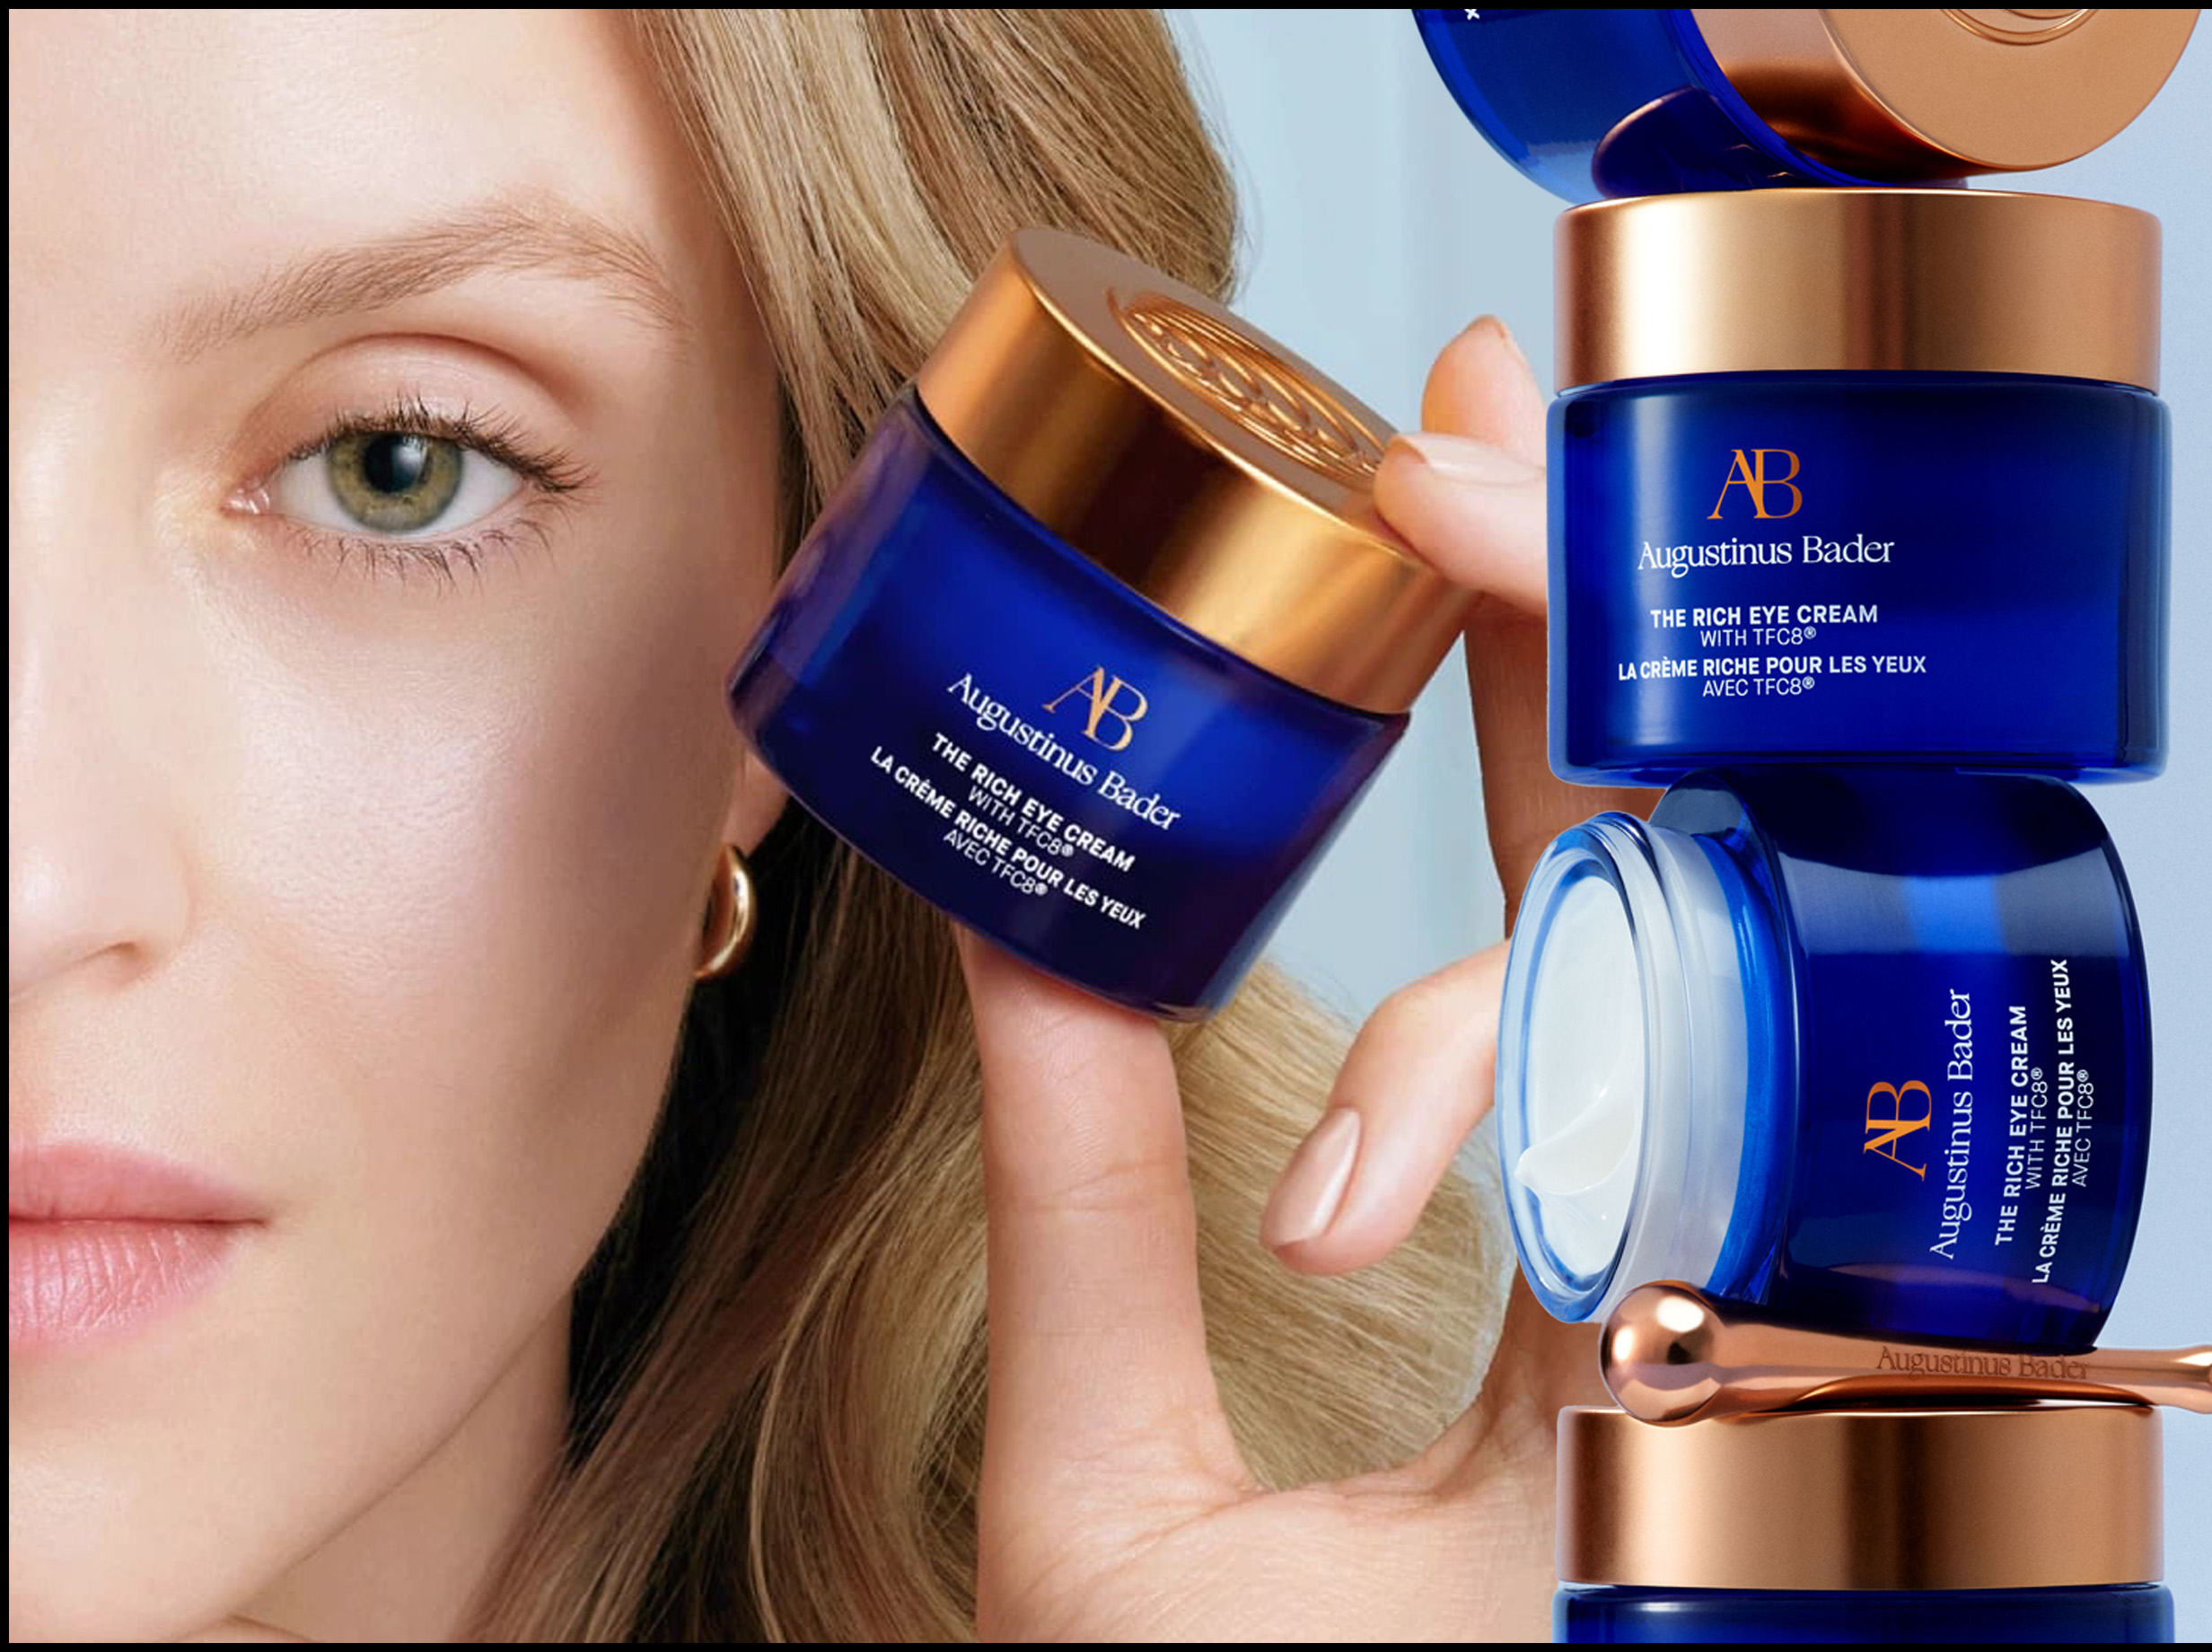 AB
Augustinus Bader
THE RICH EYE CREAM
WITH TFC8®
LA CRÈME RICHE POUR LES YEUX
AVEC TFC8®
AB
Augustinus Bader
THE RICH EYE CREAM
WITH TFC8®
LA CRÈME RICHE POUR LES YEUX
AVEC TFC8®
AB
Augustinus Bader
THE RICH EYE CREAM
WITH TFC8®
LA CRÈME RICHE POUR LES YEUX
AVEC TFC8®
Augustinus Bader